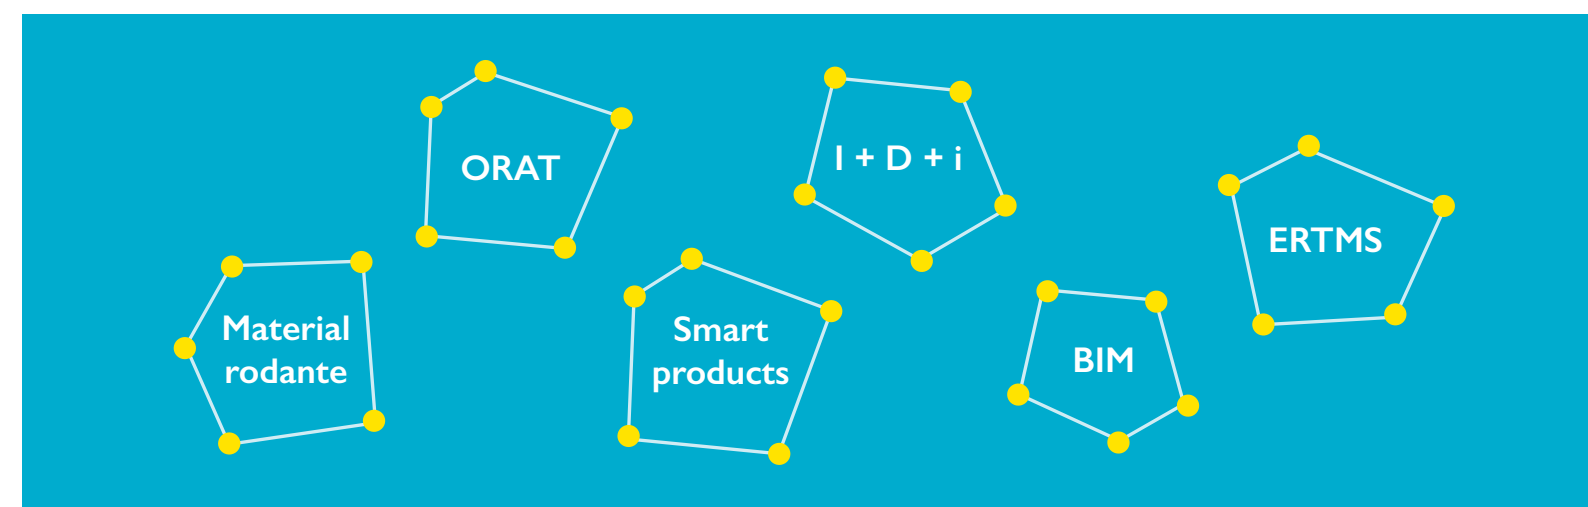 ORAT
I + D + i
ERTMS
Material
rodante
Smart
products
BIM